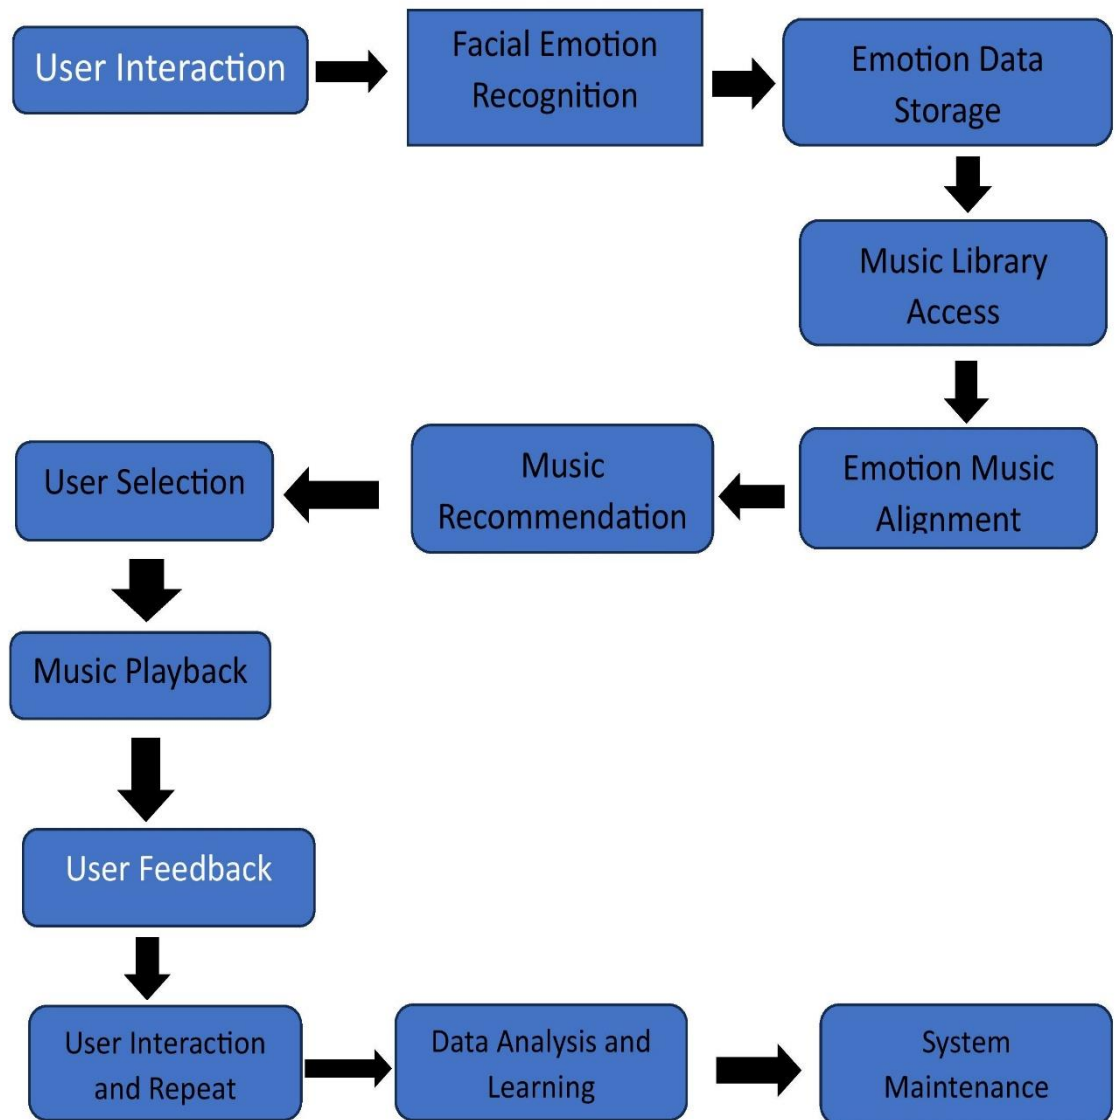 User Interaction
Facial Emotion
Recognition
Emotion Data
Storage
Music Library
Access
Emotion Music
Alignment
Music
Recommendation
User Selection
Music Playback
User Feedback
User Interaction
and Repeat
Data Analysis and
Learning
System
Maintenance